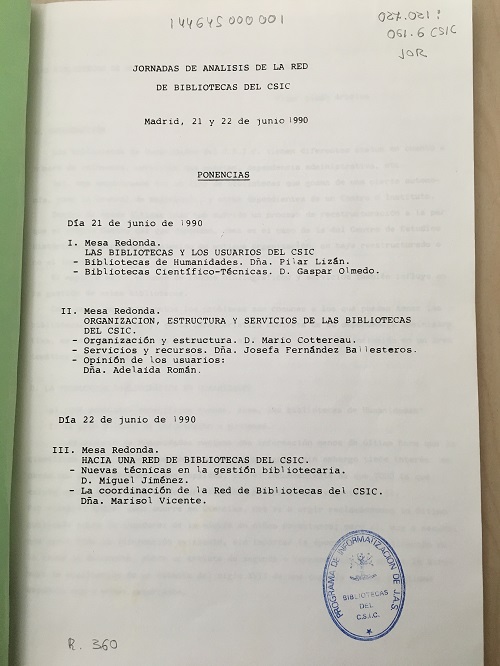 144645000001
027.021:
061.6 CSIC
JOR
JORNADAS DE ANALISIS DE LA RED
DE BIBLIOTECAS DEL CSIC
Madrid, 21 y 22 de junio 1990
PONENCIAS
Día 21 de junio de 1990
I. Mesa Redonda.
LAS BIBLIOTECAS Y LOS USUARIOS DEL CSIC
- Bibliotecas de Humanidades. Dña. Pilar Lizán.
- Bibliotecas Científico-Técnicas. D. Gaspar Olmedo.
II. Mesa Redonda.
ORGANIZACION, ESTRUCTURA Y SERVICIOS DE LAS BIBLIOTECAS
DEL CSIC.
- Organización y estructura. D. Mario Cottereau.
- Servicios y recursos. Dña. Josefa Fernández Ballesteros.
- Opinión de los usuarios:
Dña. Adelaida Román.
Día 22 de junio de 1990
III. Mesa Redonda.
HACIA UNA RED DE BIBLIOTECAS DEL CSIC.
- Nuevas técnicas en la gestión bibliotecaria.
D. Miguel Jiménez.
- La coordinación de la Red de Bibliotecas del CSIC.
Dña. Marisol Vicente.
PROGRAMA DE INFORMATIZACION DE LAS
BIBLIOTECAS
DEL
C.S.I.C.
R. 360